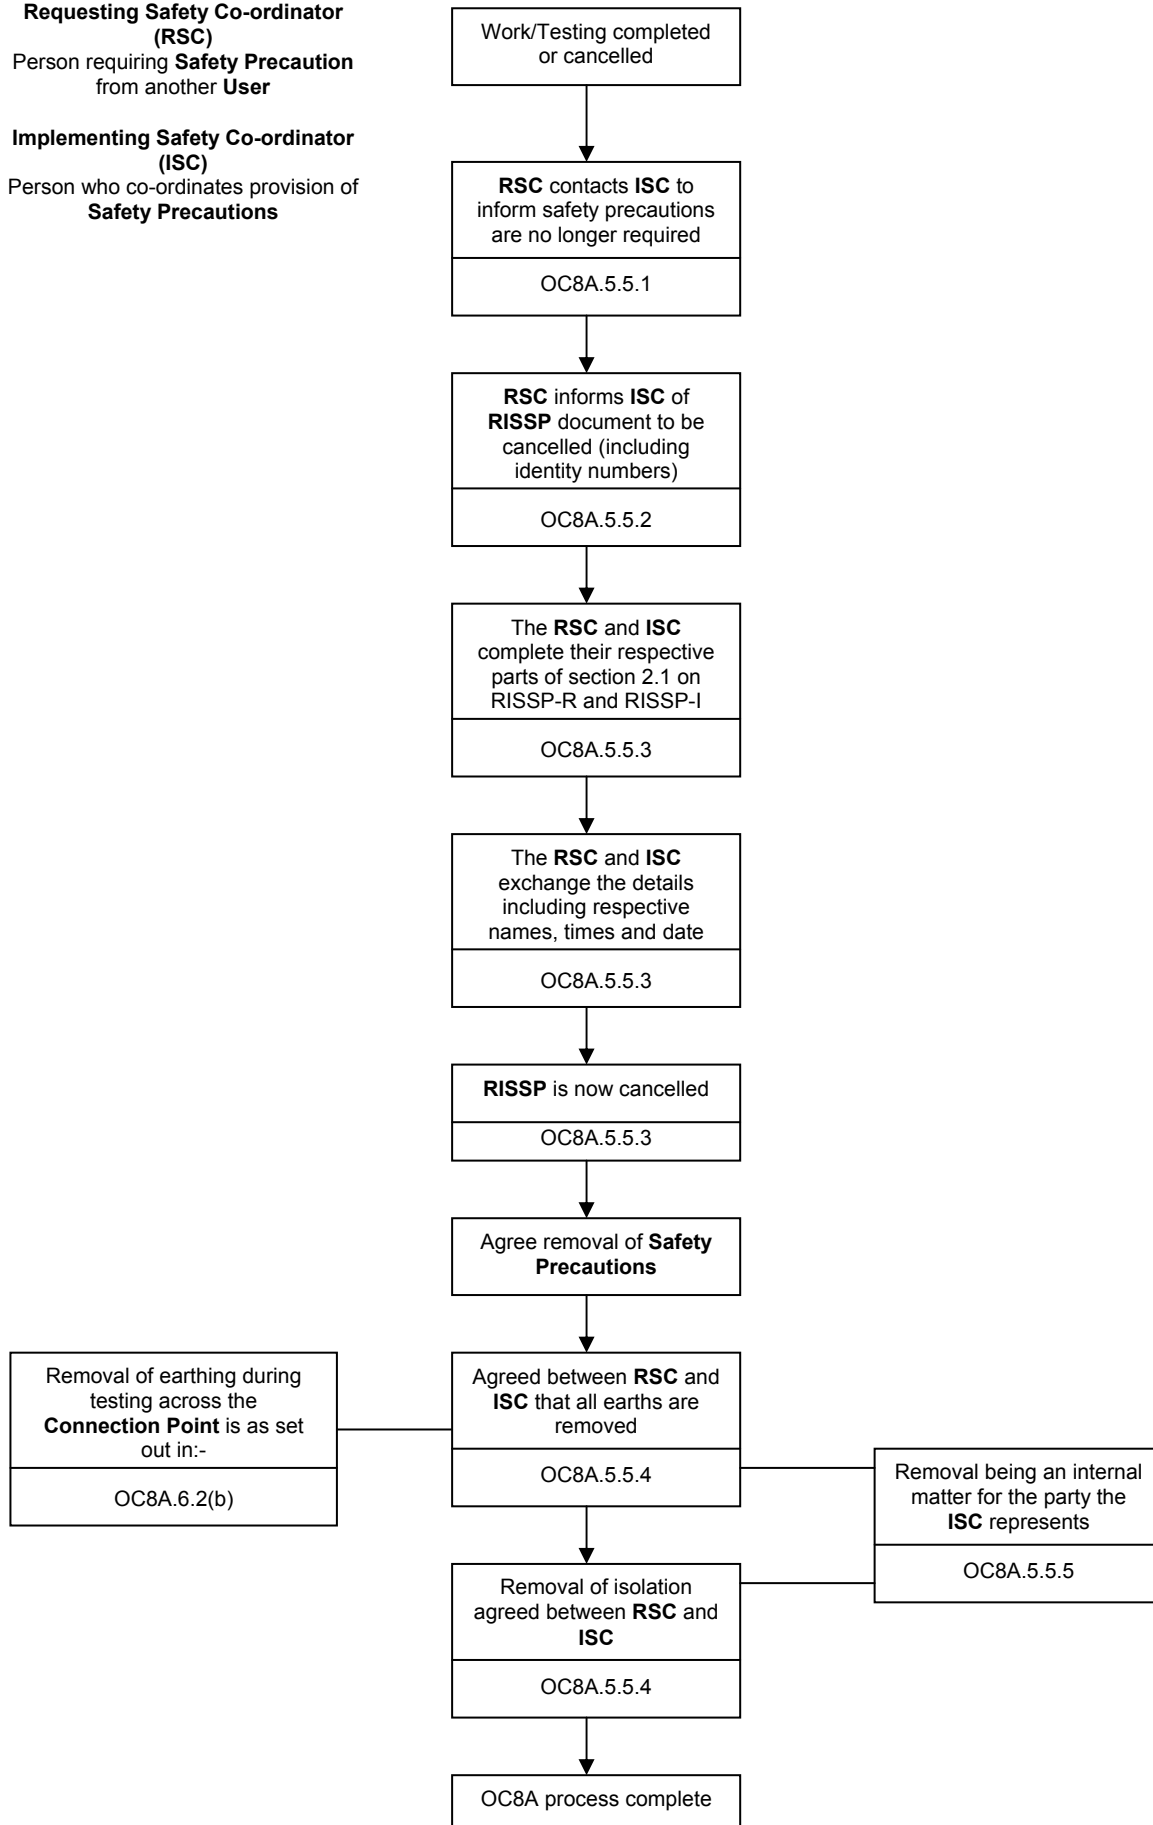 Requesting Safety Co-ordinator
(RSC)
Person requiring Safety Precaution
from another User
Implementing Safety Co-ordinator
(ISC)
Person who co-ordinates provision of
Safety Precautions
Work/Testing completed
or cancelled
RSC contacts ISC to
inform safety precautions
are no longer required
OC8A.5.5.1
RSC informs ISC of
RISSP document to be
cancelled (including
identity numbers)
OC8A.5.5.2
The RSC and ISC
complete their respective
parts of section 2.1 on
RISSP-R and RISSP-I
OC8A.5.5.3
The RSC and ISC
exchange the details
including respective
names, times and date
OC8A.5.5.3
RISSP is now cancelled
OC8A.5.5.3
Agree removal of Safety
Precautions
Removal of earthing during
testing across the
Connection Point is as set
out in:-
OC8A.6.2(b)
Agreed between RSC and
ISC that all earths are
removed
OC8A.5.5.4
Removal being an internal
matter for the party the
ISC represents
OC8A.5.5.5
Removal of isolation
agreed between RSC and
ISC
OC8A.5.5.4
OC8A process complete